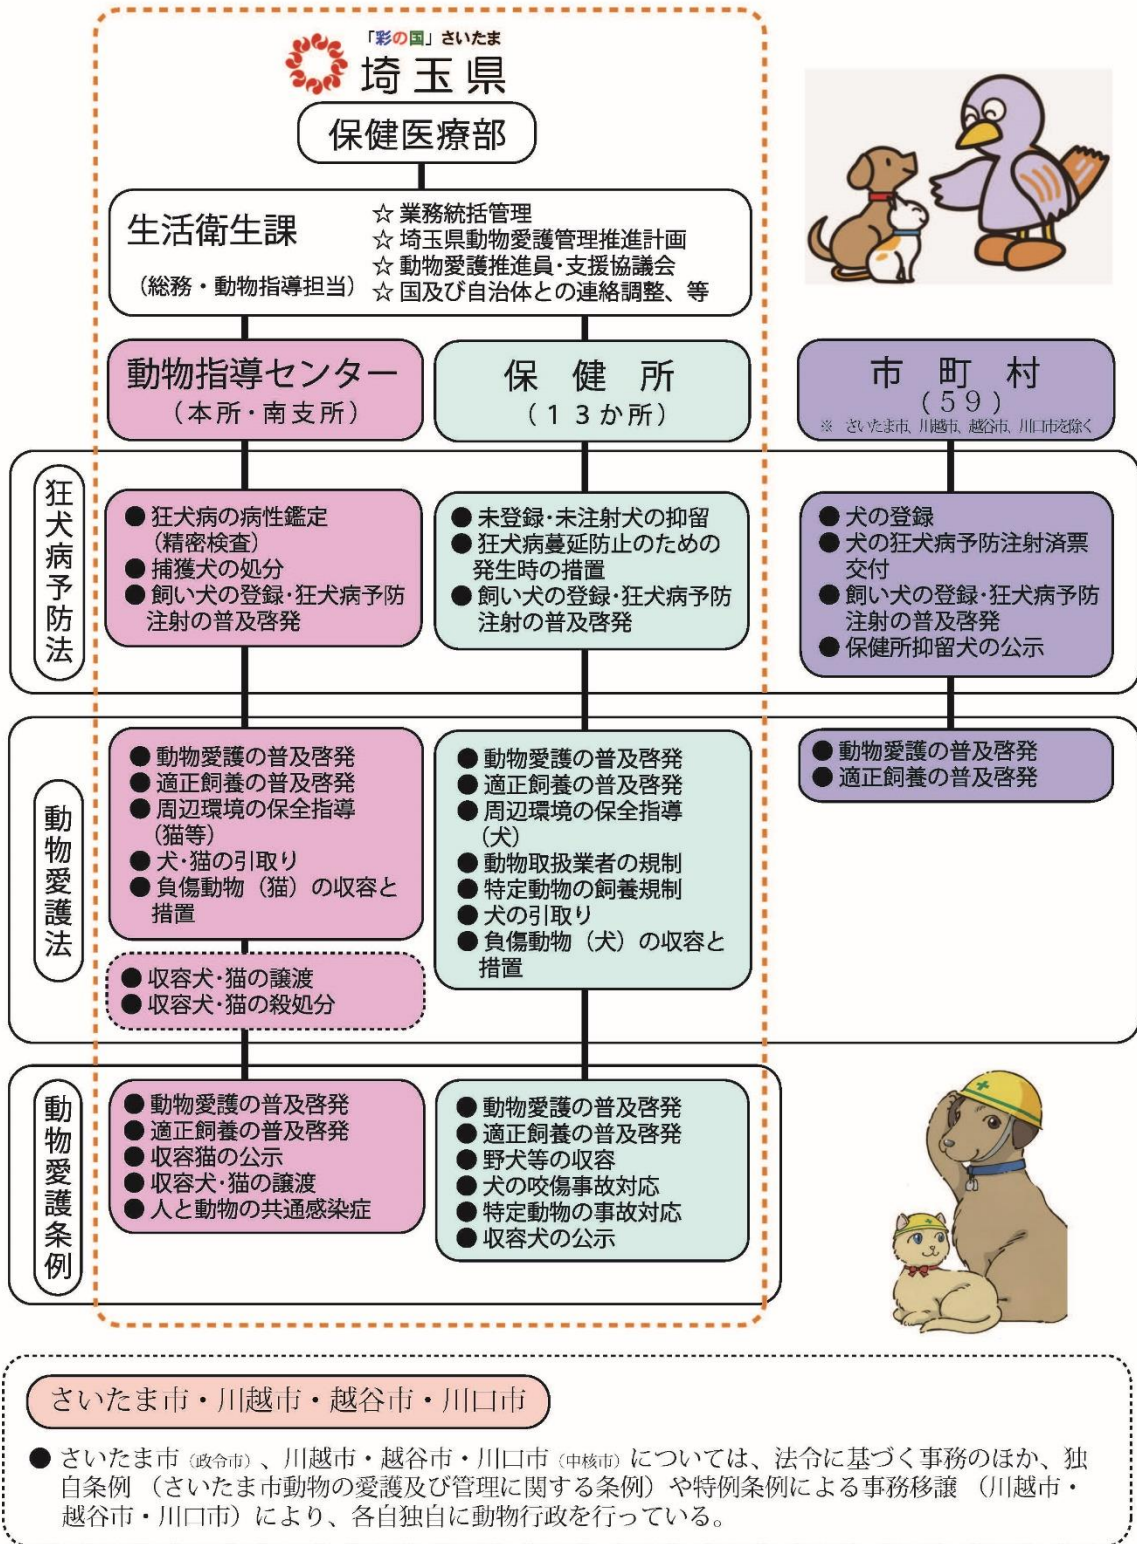 「彩の国」さいたま
埼玉県
保健医療部
生活衛生課
(総務・動物指導担当)
☆ 業務統括管理
☆ 埼玉県動物愛護管理推進計画
☆ 動物愛護推進員・支援協議会
☆ 国及び自治体との連絡調整、等
動物指導センター
(本所・南支所)
保健所
(13か所)
市町村
(59)
※ さいたま市、川越市、越谷市、川口市を除く
狂犬病予防法
● 狂犬病の病性鑑定
(精密検査)
● 捕獲犬の処分
● 飼い犬の登録・狂犬病予防
注射の普及啓発
● 未登録・未注射犬の抑留
● 狂犬病蔓延防止のための
発生時の措置
● 飼い犬の登録・狂犬病予防
注射の普及啓発
● 犬の登録
● 犬の狂犬病予防注射済票
交付
● 飼い犬の登録・狂犬病予防
注射の普及啓発
● 保健所抑留犬の公示
動物愛護法
● 動物愛護の普及啓発
● 適正飼養の普及啓発
● 周辺環境の保全指導
(猫等)
● 犬・猫の引取り
● 負傷動物(猫)の収容と
措置
● 収容犬・猫の譲渡
● 収容犬・猫の殺処分
● 動物愛護の普及啓発
● 適正飼養の普及啓発
● 周辺環境の保全指導
(犬)
● 動物取扱業者の規制
● 特定動物の飼養規制
● 犬の引取り
● 負傷動物(犬)の収容と
措置
● 動物愛護の普及啓発
● 適正飼養の普及啓発
動物愛護条例
● 動物愛護の普及啓発
● 適正飼養の普及啓発
● 収容猫の公示
● 収容犬・猫の譲渡
● 人と動物の共通感染症
● 動物愛護の普及啓発
● 適正飼養の普及啓発
● 野犬等の収容
● 犬の咬傷事故対応
● 特定動物の事故対応
● 収容犬の公示
さいたま市・川越市・越谷市・川口市
● さいたま市(政令市)、川越市・越谷市・川口市(中核市)については、法令に基づく事務のほか、独
自条例 (さいたま市動物の愛護及び管理に関する条例)や特例条例による事務移譲 (川越市・
越谷市・川口市)により、各自独自に動物行政を行っている。